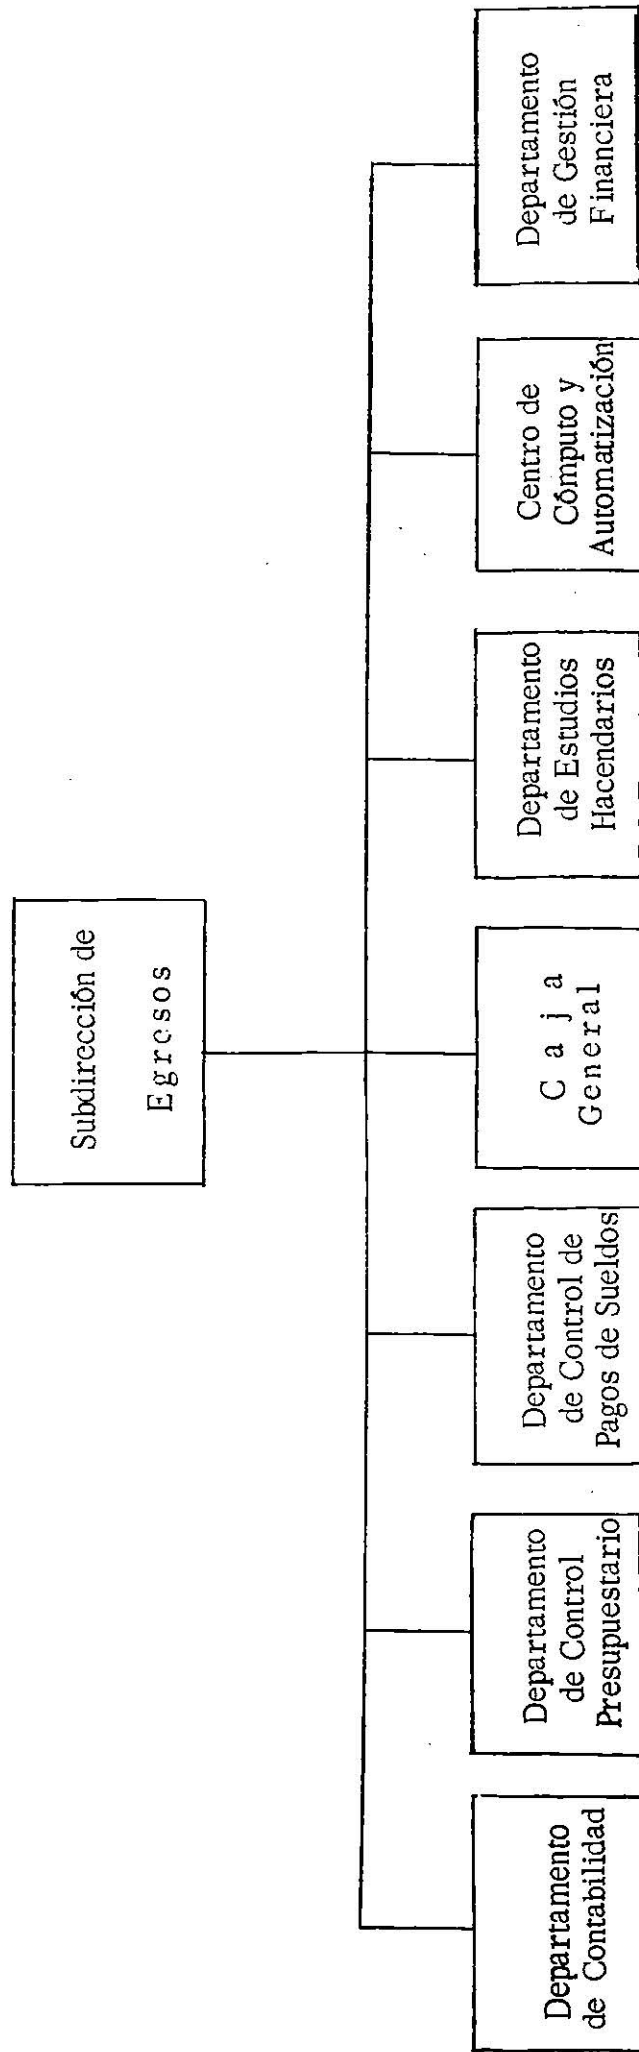 Subdirección de
Egresos
Departamento
de Contabilidad
Departamento
de Control
Presupuestario
Departamento
de Control de
Pagos de Sueldos
Caja
General
Departamento
de Estudios
Hacendarios
Centro de
Cómputo y
Automatización
Departamento
de Gestión
Financiera